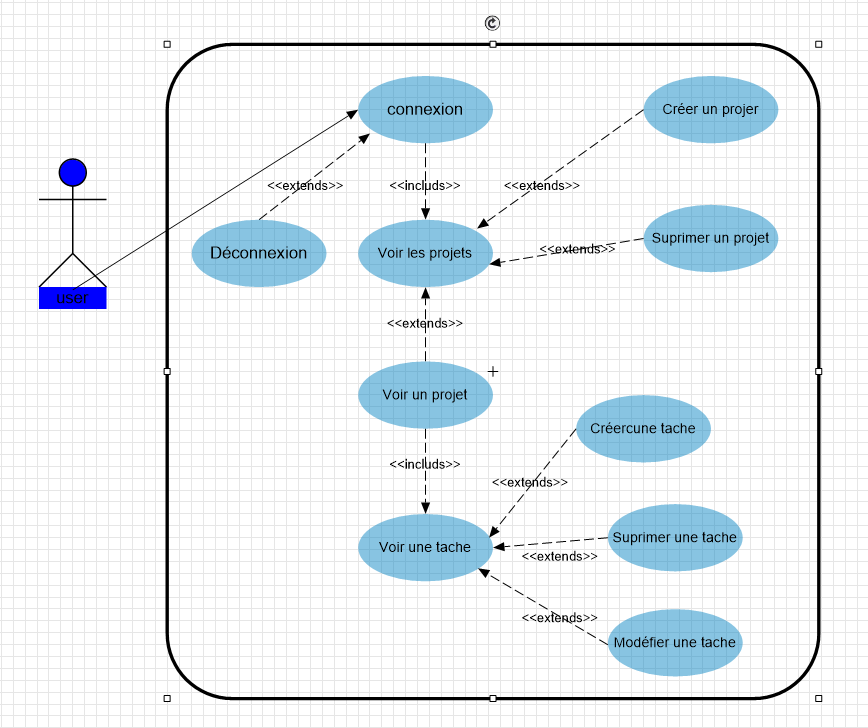 connexion
Créer un projer
<<extends>>
<<includs>>
<<extends>>
Déconnexion
Voir les projets
Suprimer un projet
<<extends>>
user
<<extends>>
Voir un projet
Créercune tache
<<includs>>
<<extends>>
Voir une tache
Suprimer une tache
<<extends>>
<<extends>>
Modéfier une tache